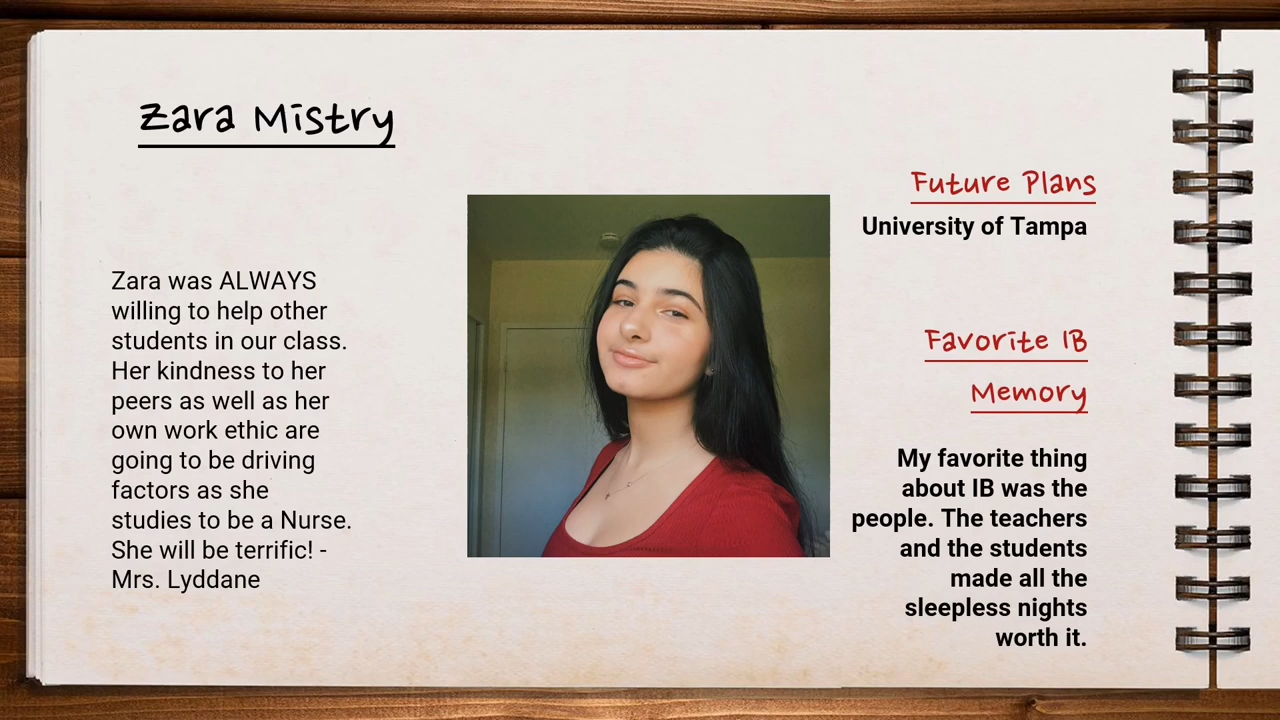 Zara Mistry
Zara was ALWAYS
willing to help other
students in our class.
Her kindness to her
peers as well as her
own work ethic are
going to be driving
factors as she
studies to be a Nurse.
She will be terrific! -
Mrs. Lyddane
Future Plans
University of Tampa
Favorite IB
Memory
My favorite thing
about IB was the
people. The teachers
and the students
made all the
sleepless nights
worth it.